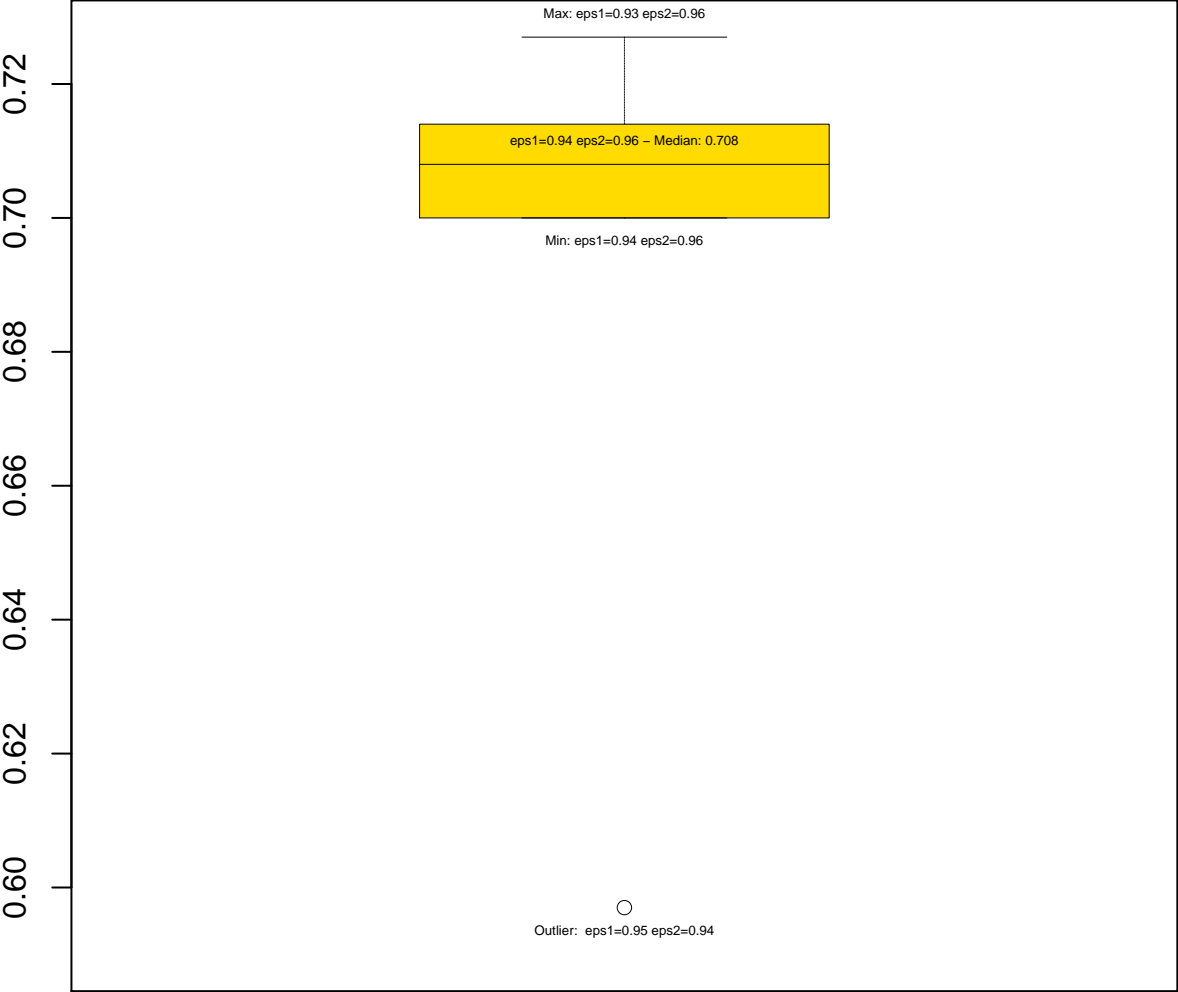 Max: eps1=0.93 eps2=0.96
0.72
eps1=0.94 eps2=0.96 – Median: 0.708
0.70
Min: eps1=0.94 eps2=0.96
0.68
0.66
0.64
0.62
0.60
Outlier:  eps1=0.95 eps2=0.94